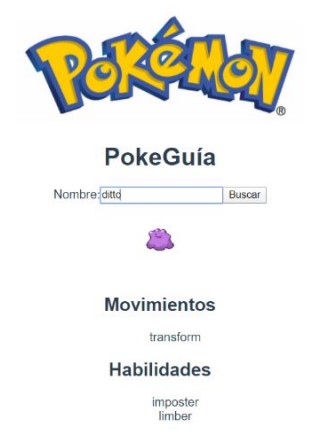 POKéMON
®
PokeGuía
Nombre: ditto Buscar
Movimientos
transform
Habilidades
imposter
limber